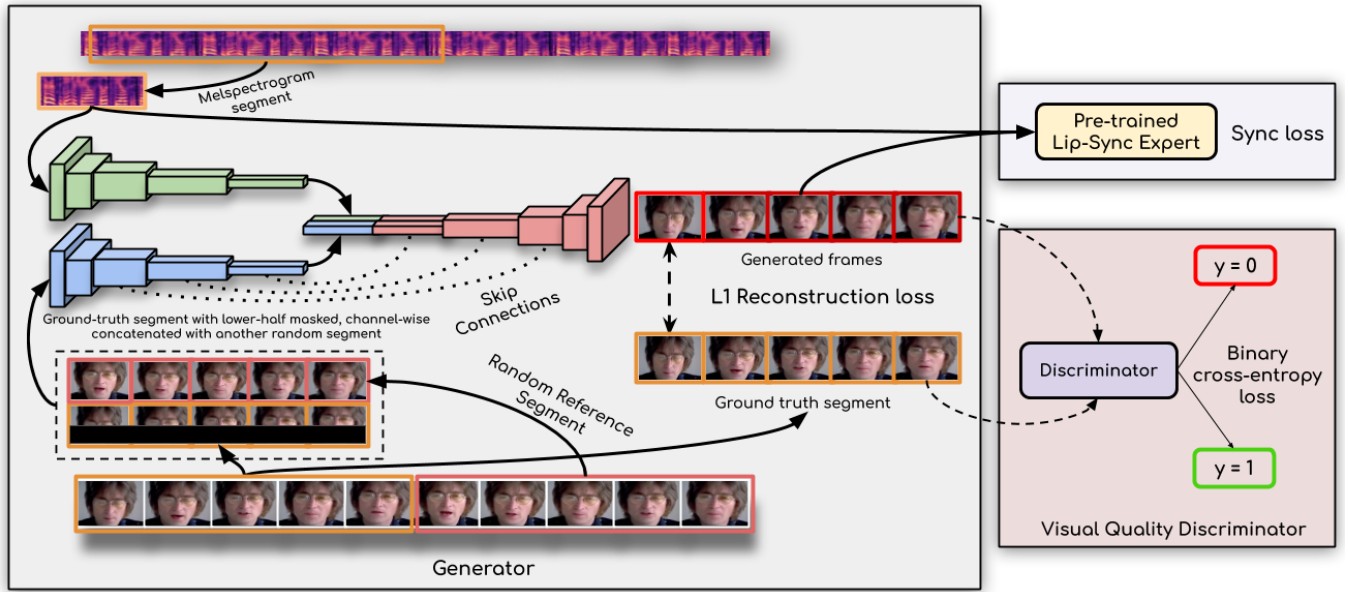 Melspectrogram
segment
Pre-trained
Lip-Sync Expert
Sync loss
Generated frames
L1 Reconstruction loss
Skip
Connections
Ground-truth segment with lower-half masked, channel-wise
concatenated with another random segment
Random Reference
Segment
Ground truth segment
y = 0
Discriminator
Binary
cross-entropy
loss
y = 1
Visual Quality Discriminator
Generator